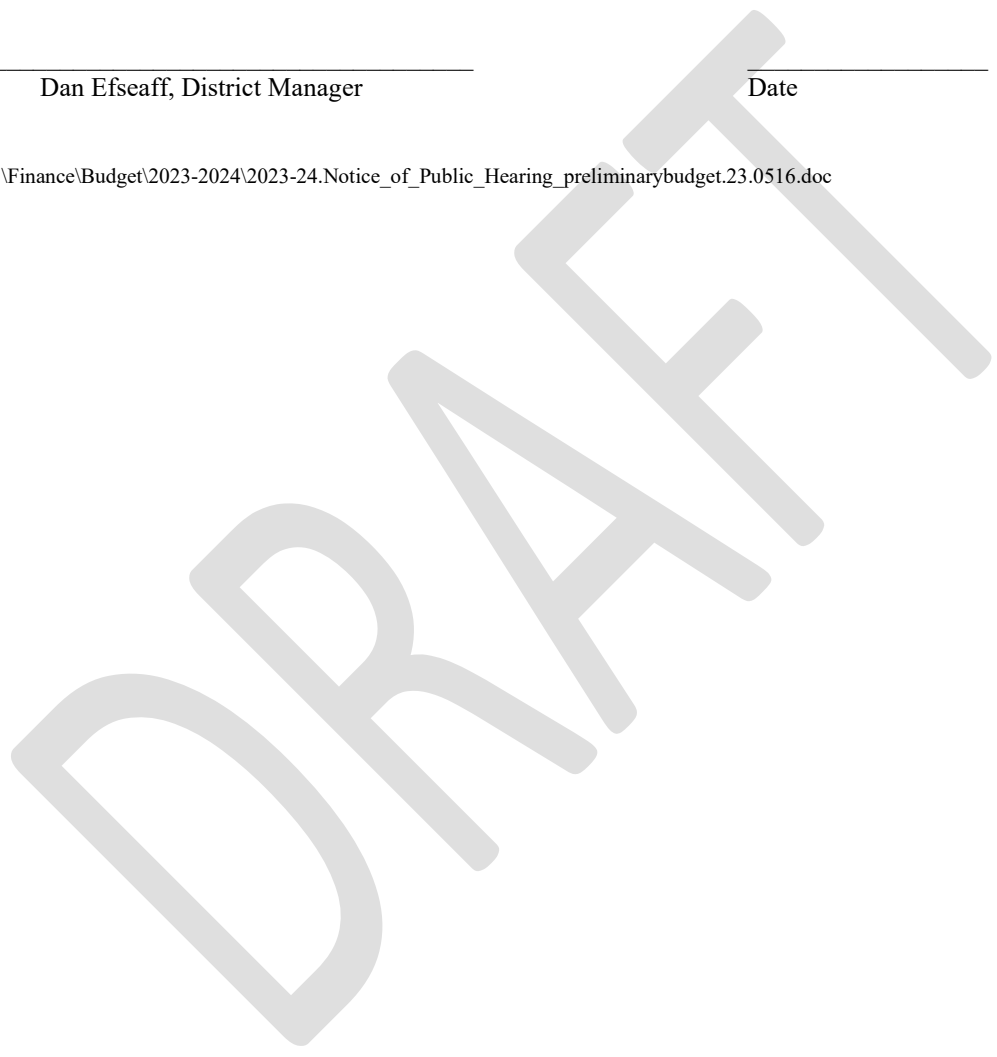 Dan Efseaff, District Manager Date
\Finance\Budget\2023-2024\2023-24.Notice_of_Public_Hearing_preliminarybudget.23.0516.doc
DRAFT